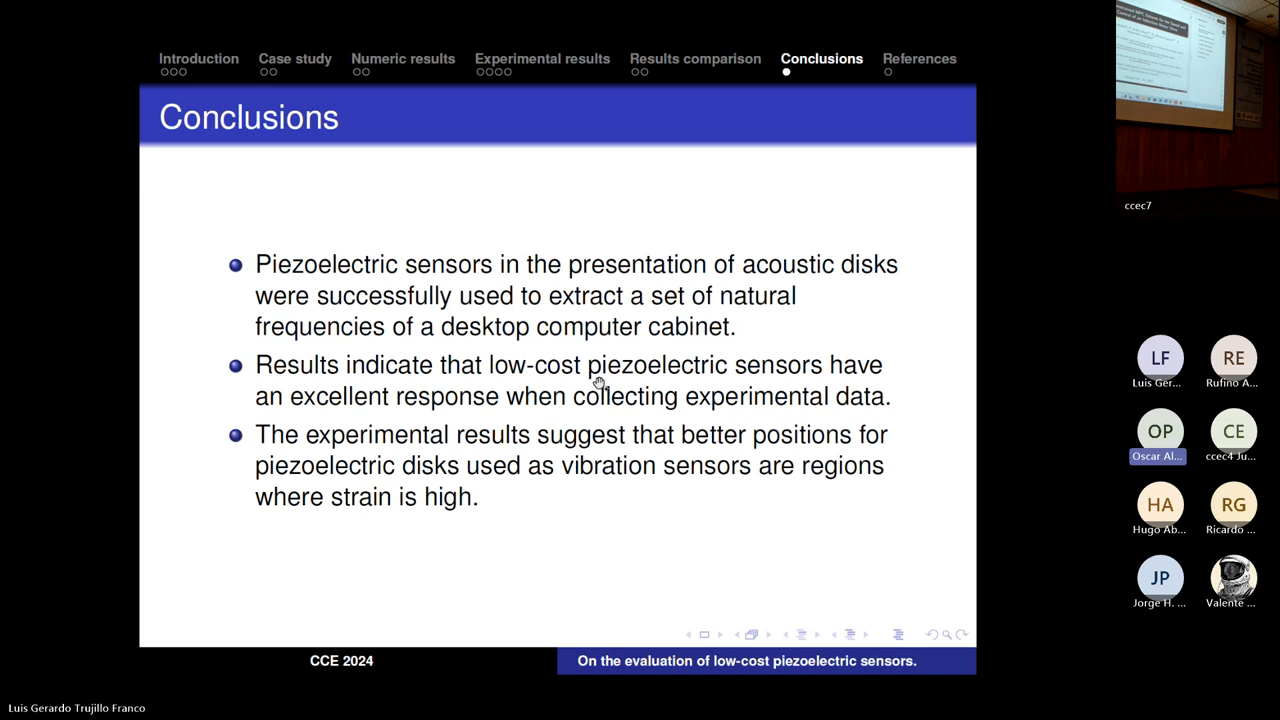 Introduction Case study Numeric results Experimental results Results comparison Conclusions References
Conclusions
Piezoelectric sensors in the presentation of acoustic disks
were successfully used to extract a set of natural
frequencies of a desktop computer cabinet.
Results indicate that low-cost piezoelectric sensors have
an excellent response when collecting experimental data.
The experimental results suggest that better positions for
piezoelectric disks used as vibration sensors are regions
where strain is high.
CCE 2024
On the evaluation of low-cost piezoelectric sensors.
Luis Gerardo Trujillo Franco
ccec7
LF RE
Luis Ger... Rufino A...
OP CE
Oscar Al... ccec4 Ju...
HA RG
Hugo Ab... Ricardo ...
JP
Jorge H. ... Valente ...